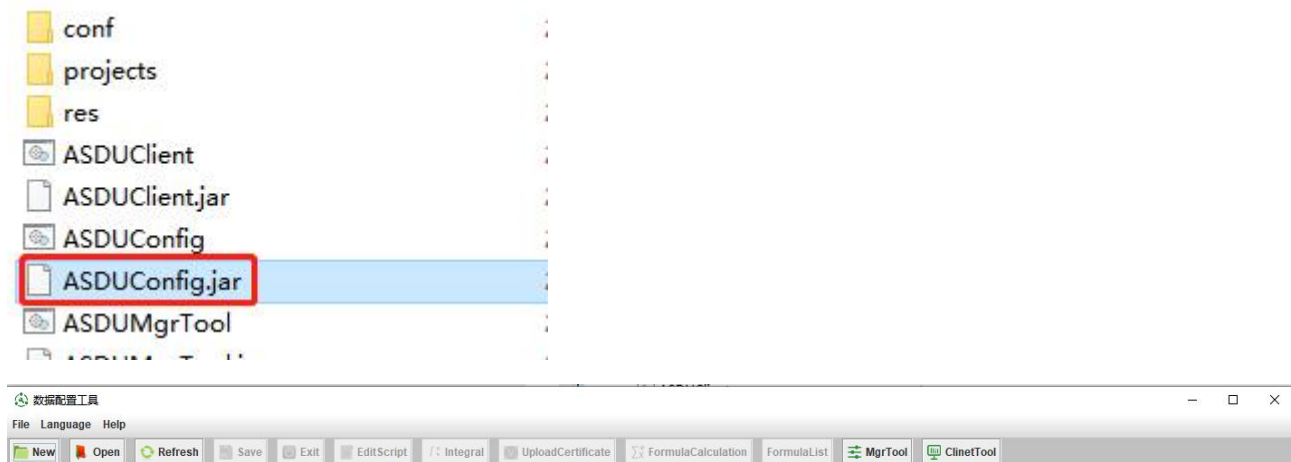 conf
projects
res
ASDUClient
ASDUClient.jar
ASDUConfig
ASDUConfig.jar
ASDUMgrTool
数据配置工具
File Language Help
New Open Refresh Save Exit EditScript Integral UploadCertificate FormulaCalculation FormulaList MgrTool ClinetTool